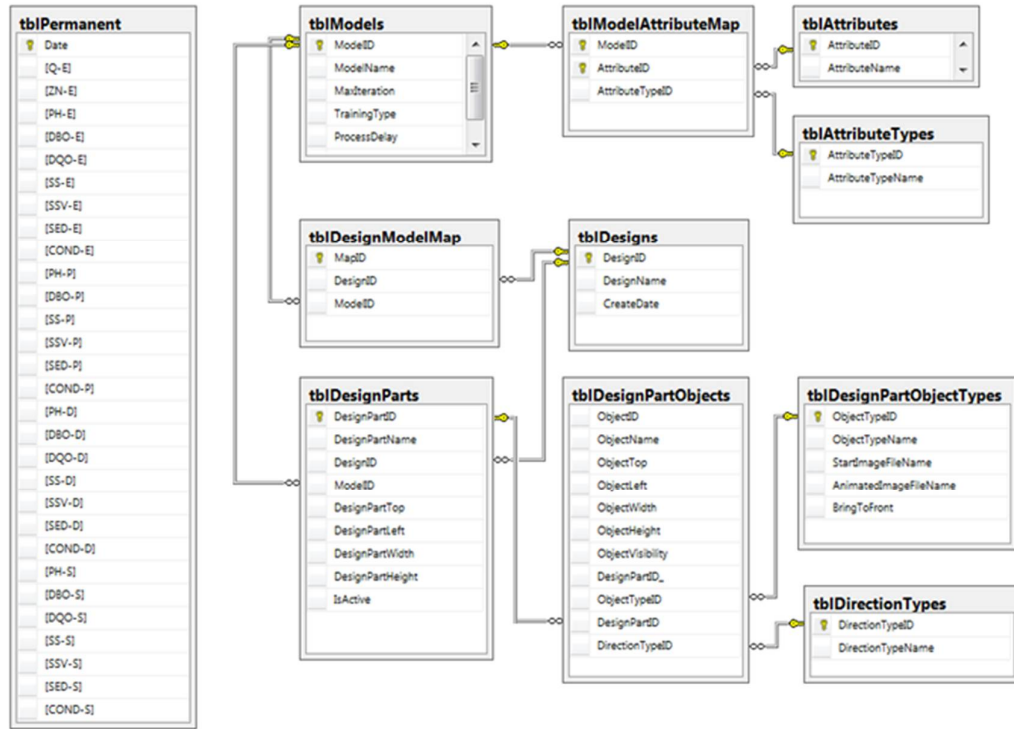 tblPermanent
Date
[Q-E]
[ZN-E]
[PH-E]
[DBO-E]
[DQO-E]
[SS-E]
[SSV-E]
[SED-E]
[COND-E]
[PH-P]
[DBO-P]
[SS-P]
[SSV-P]
[SED-P]
[COND-P]
[PH-D]
[DBO-D]
[DQO-D]
[SS-D]
[SSV-D]
[SED-D]
[COND-D]
[PH-S]
[DBO-S]
[DQO-S]
[SS-S]
[SSV-S]
[SED-S]
[COND-S]
tblModels
ModelID
ModelName
MaxIteration
TrainingType
ProcessDelay
tblModelAttributeMap
ModelID
AttributeID
AttributeTypeID
tblAttributes
AttributeID
AttributeName
tblAttributeTypes
AttributeTypeID
AttributeTypeName
tblDesignModelMap
MapID
DesignID
ModelID
tblDesigns
DesignID
DesignName
CreateDate
tblDesignParts
DesignPartID
DesignPartName
DesignID
ModelID
DesignPartTop
DesignPartLeft
DesignPartWidth
DesignPartHeight
IsActive
tblDesignPartObjects
ObjectID
ObjectName
ObjectTop
ObjectLeft
ObjectWidth
ObjectHeight
ObjectVisibility
DesignPartID_
ObjectTypeID
DesignPartID
DirectionTypeID
tblDesignPartObjectTypes
ObjectTypeID
ObjectTypeName
StartImageFileName
AnimatedImageFileName
BringToFront
tblDirectionTypes
DirectionTypeID
DirectionTypeName